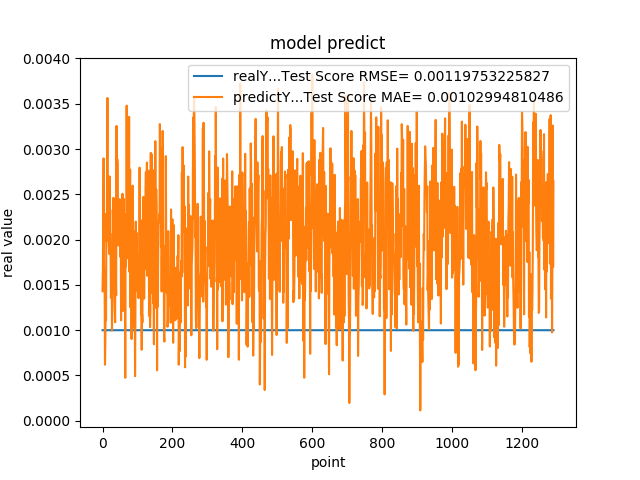 model predict
realY...Test Score RMSE= 0.00119753225827
predictY...Test Score MAE= 0.00102994810486
0.0040
0.0035
0.0030
0.0025
0.0020
0.0015
0.0010
0.0005
0.0000
real value
0 200 400 600 800 1000 1200
point